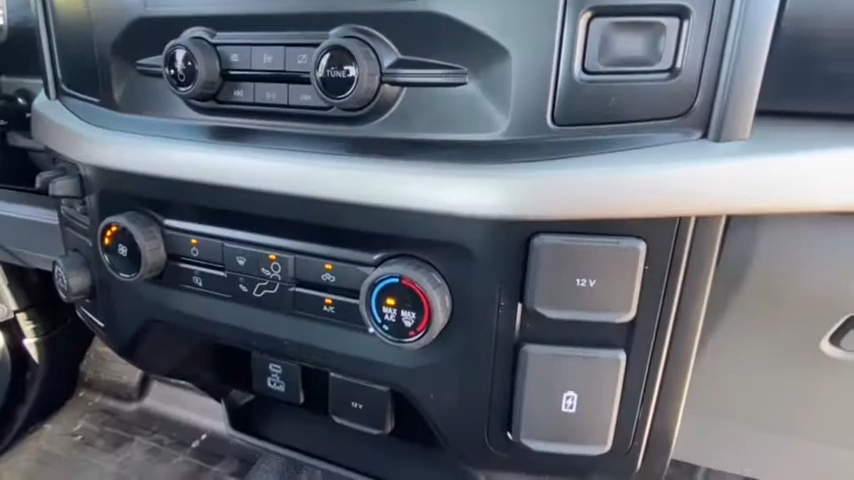 TUNE
12 V
A/C
MAX A/C
MAX
12 V